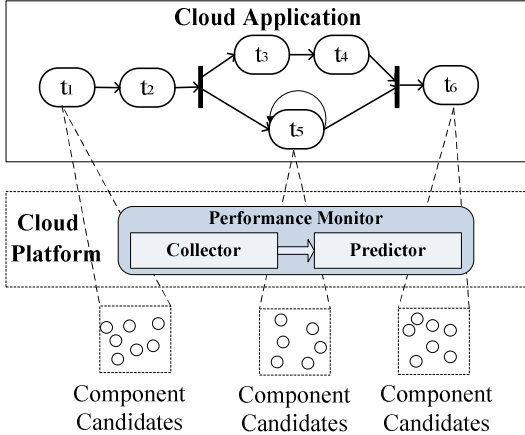 Cloud Application
t3 t4
t1 t2 t6
t5
Cloud
Platform
Performance Monitor
Collector Predictor
Component
Candidates
Component
Candidates
Component
Candidates